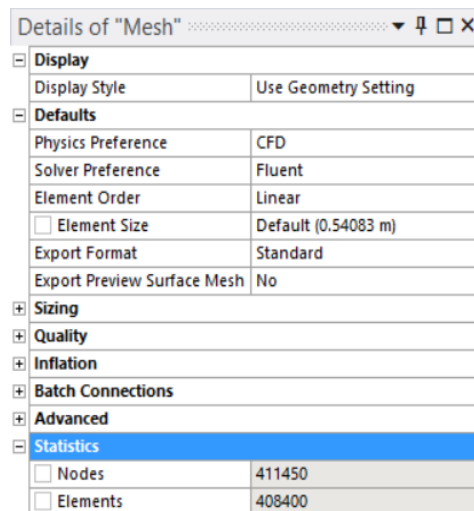 Details of "Mesh"
Display
Display Style Use Geometry Setting
Defaults
Physics Preference CFD
Solver Preference Fluent
Element Order Linear
Element Size Default (0.54083 m)
Export Format Standard
Export Preview Surface Mesh No
Sizing
Quality
Inflation
Batch Connections
Advanced
Statistics
Nodes 411450
Elements 408400